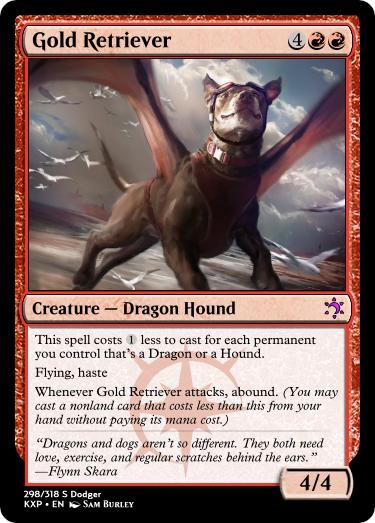 Gold Retriever 4
Creature — Dragon Hound
This spell costs 1 less to cast for each permanent
you control that's a Dragon or a Hound.
Flying, haste
Whenever Gold Retriever attacks, abound. (You may
cast a nonland card that costs less than this from your
hand without paying its mana cost.)
"Dragons and dogs aren't so different. They both need
love, exercise, and regular scratches behind the ears."
—Flynn Skara
4/4
298/318 S Dodger
KXP • EN Sam Burley